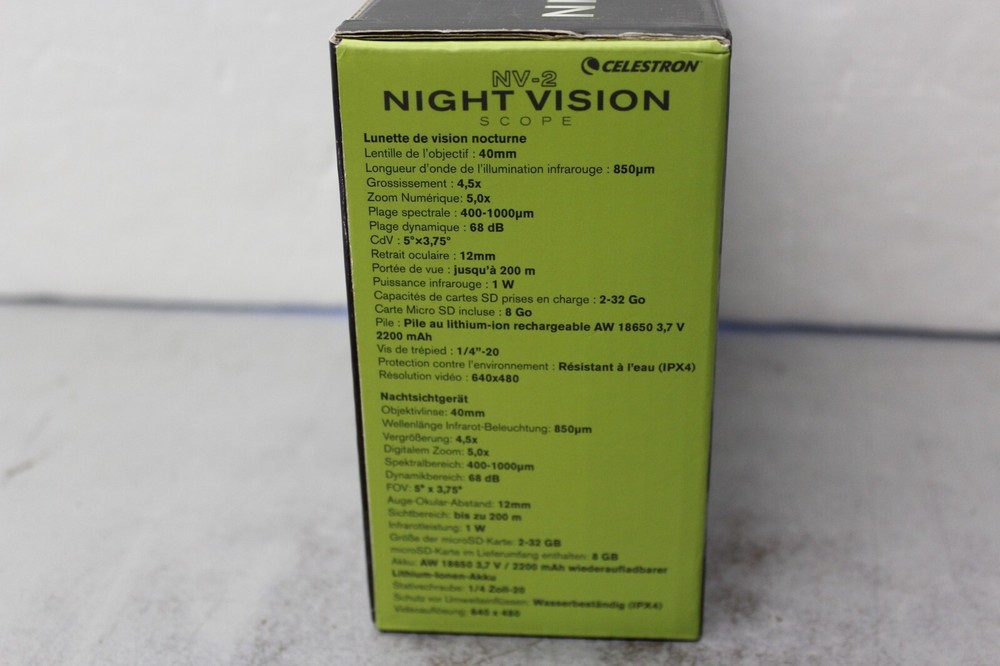 NI
CELESTRON
NV-2
NIGHT VISION
SCOPE
Lunette de vision nocturne
Lentille de l'objectif : 40mm
Longueur d'onde de l'illumination infrarouge : 850µm
Grossissement : 4,5x
Zoom Numérique: 5,0x
Plage spectrale : 400-1000µm
Plage dynamique : 68 dB
CdV : 5°×3,75°
Retrait oculaire : 12mm
Portée de vue : jusqu'à 200 m
Puissance infrarouge : 1 W
Capacités de cartes SD prises en charge : 2-32 Go
Carte Micro SD incluse : 8 Go
Pile : Pile au lithium-ion rechargeable AW 18650 3,7 V
2200 mAh
Vis de trépied : 1/4"-20
Protection contre l'environnement : Résistant à l'eau (IPX4)
Résolution vidéo : 640x480
Nachtsichtgerät
Objektivlinse: 40mm
Wellenlänge Infrarot-Beleuchtung: 850µm
Vergrößerung: 4,5x
Digitalem Zoom: 5,0x
Spektralbereich: 400-1000µm
Dynamikbereich: 68 dB
FOV: 5° x 3,75°
Auge-Okular-Abstand: 12mm
Sichtbereich: bis zu 200 m
Infrarotleistung: 1 W
Größe der microSD-Karte: 2-32 GB
microSD-Karte im Lieferumfang enthalten: 8 GB
Akku: AW 18650 3,7 V / 2200 mAh wiederaufladbarer
Lithium-Ionen-Akku
Stativschraube: 1/4 Zoll-20
Schutz vor Umwelteinflüssen: Wasserbeständig (IPX4)
Videoauflösung: 640 x 480